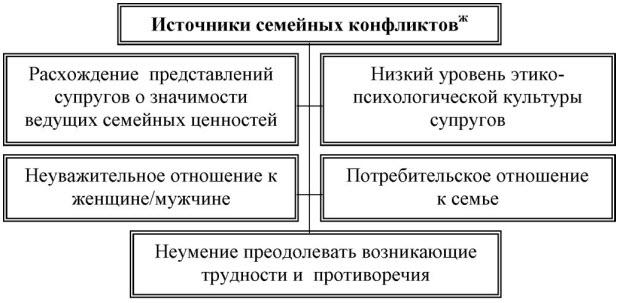 Источники семейных конфликтовж
Расхождение представлений
супругов о значимости
ведущих семейных ценностей
Низкий уровень этико-
психологической культуры
супругов
Неуважительное отношение к
женщине/мужчине
Потребительское отношение
к семье
Неумение преодолевать возникающие
трудности и противоречия